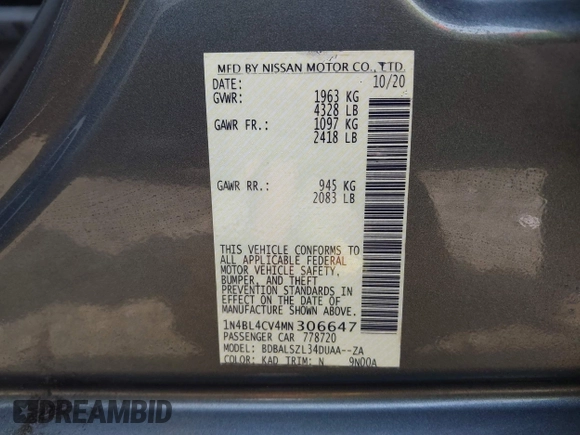 MFD BY NISSAN MOTOR CO., LTD
DATE: 10/20
GVWR: 1963 KG
4328 LB
GAWR FR.: 1097 KG
2418 LB
GAWR RR.: 945 KG
2083 LB
THIS VEHICLE CONFORMS TO
ALL APPLICABLE FEDERAL
MOTOR VEHICLE SAFETY,
BUMPER, AND THEFT
PREVENTION STANDARDS IN
EFFECT ON THE DATE OF
MANUFACTURE SHOWN ABOVE.
1N4BL4CV4MN306647
PASSENGER CAR 778720
MODEL: BDBALSZL34DUAA--ZA
COLOR: KAD TRIM: N 9N00A
DREAMBID